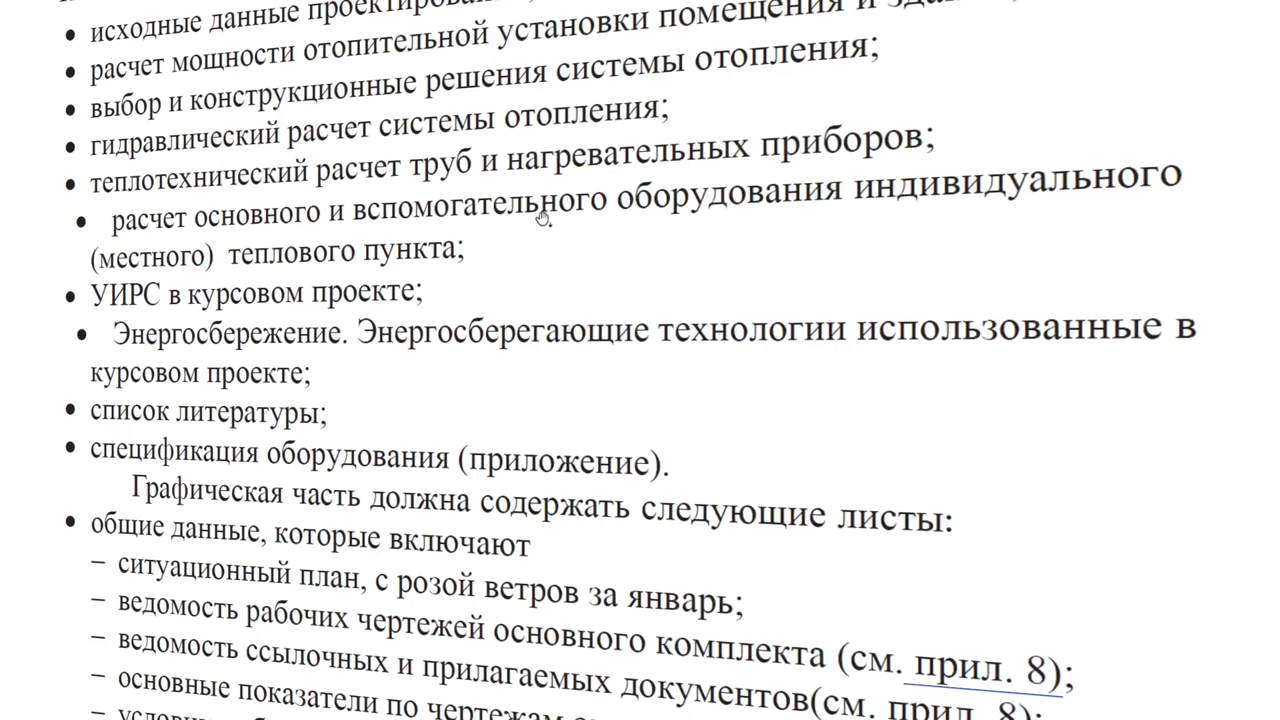 • исходные данные
• расчет мощности отопительной установки помещения и
• выбор и конструкционные решения системы отопления;
• гидравлический расчет системы отопления;
• теплотехнический расчет труб и нагревательных приборов;
• расчет основного и вспомогательного оборудования индивидуального
(местного) теплового пункта;
• УИРС в курсовом проекте;
• Энергосбережение. Энергосберегающие технологии использованные в
курсовом проекте;
• список литературы;
• спецификация оборудования (приложение).
Графическая часть должна содержать следующие листы:
• общие данные, которые включают
– ситуационный план, с розой ветров за январь;
– ведомость рабочих чертежей основного комплекта (см. прил. 8);
– ведомость ссылочных и прилагаемых документов(см. прил. 8);
– основные показатели по чертежам